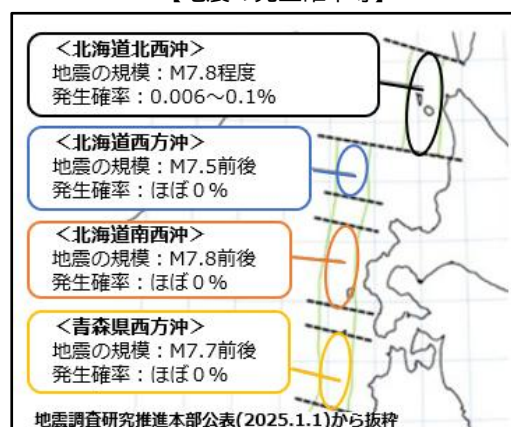 ＜北海道北西沖＞
地震の規模：M7.8程度
発生確率：0.006～0.1%
＜北海道西方沖＞
地震の規模：M7.5前後
発生確率：ほぼ０％
＜北海道南西沖＞
地震の規模：M7.8前後
発生確率：ほぼ０％
＜青森県西方沖＞
地震の規模：M7.7前後
発生確率：ほぼ０％
地震調査研究推進本部公表(2025.1.1)から抜粋